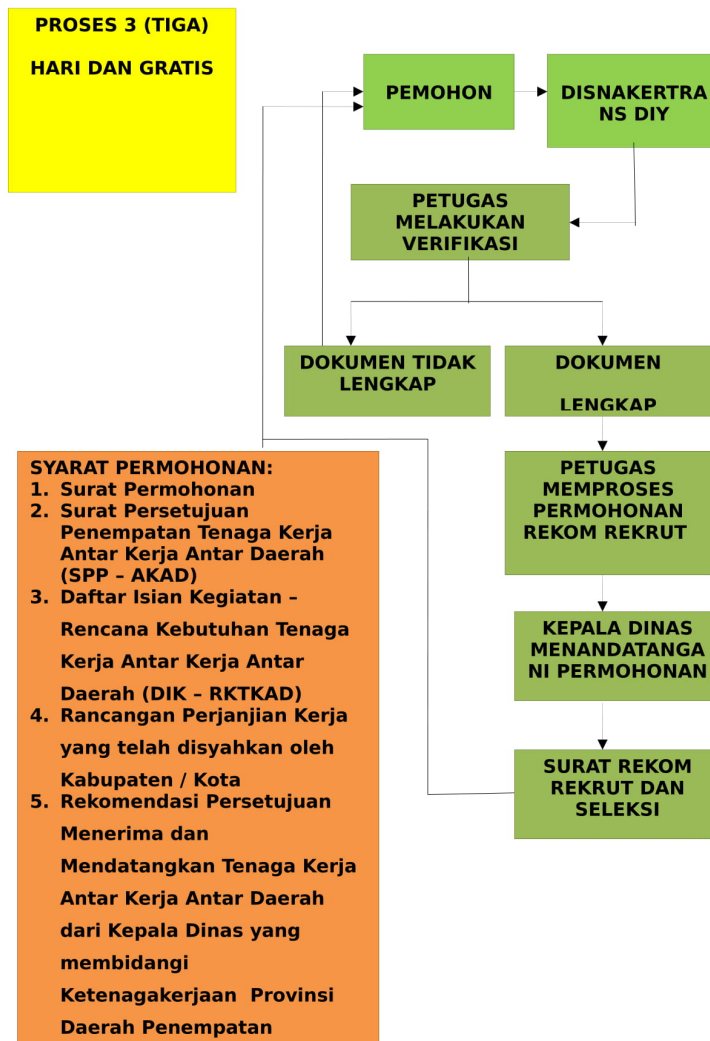 PROSES 3 (TIGA)
HARI DAN GRATIS
PEMOHON
DISNAKERTRA
NS DIY
PETUGAS
MELAKUKAN
VERIFIKASI
DOKUMEN TIDAK
LENGKAP
DOKUMEN
LENGKAP
PETUGAS
MEMPROSES
PERMOHONAN
REKOM REKRUT
KEPALA DINAS
MENANDATANGA
NI PERMOHONAN
SURAT REKOM
REKRUT DAN
SELEKSI
SYARAT PERMOHONAN:
1. Surat Permohonan
2. Surat Persetujuan
Penempatan Tenaga Kerja
Antar Kerja Antar Daerah
(SPP – AKAD)
3. Daftar Isian Kegiatan –
Rencana Kebutuhan Tenaga
Kerja Antar Kerja Antar
Daerah (DIK – RKTKAD)
4. Rancangan Perjanjian Kerja
yang telah disyahkan oleh
Kabupaten / Kota
5. Rekomendasi Persetujuan
Menerima dan
Mendatangkan Tenaga Kerja
Antar Kerja Antar Daerah
dari Kepala Dinas yang
membidangi
Ketenagakerjaan  Provinsi
Daerah Penempatan